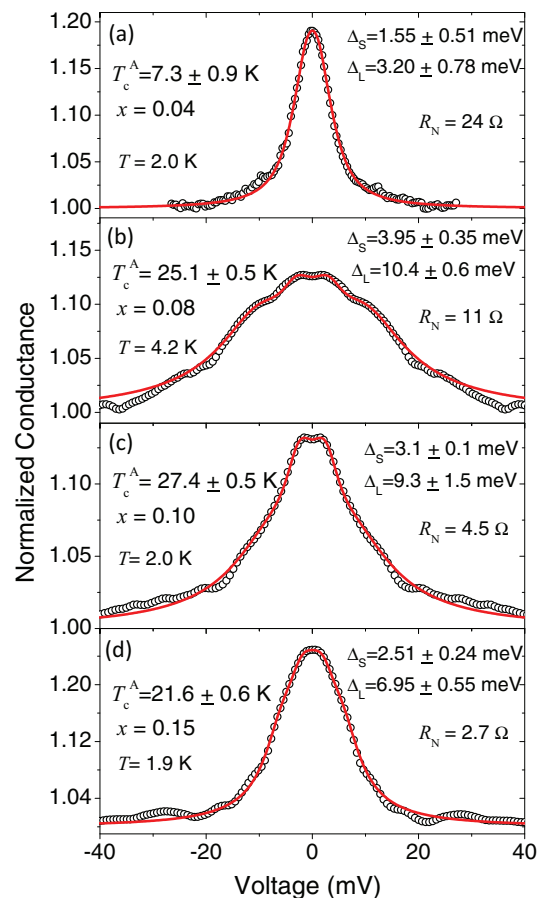 Normalized Conductance
(a)
T_c^A=7.3 ± 0.9 K
x = 0.04
T = 2.0 K
Δ_S=1.55 ± 0.51 meV
Δ_L=3.20 ± 0.78 meV
R_N = 24 Ω
1.20
1.15
1.10
1.05
1.00
(b)
T_c^A= 25.1 ± 0.5 K
x = 0.08
T = 4.2 K
Δ_S=3.95 ± 0.35 meV
Δ_L=10.4 ± 0.6 meV
R_N = 11 Ω
1.15
1.10
1.05
1.00
(c)
T_c^A= 27.4 ± 0.5 K
x = 0.10
T= 2.0 K
Δ_S= 3.1 ± 0.1 meV
Δ_L= 9.3 ± 1.5 meV
R_N = 4.5 Ω
1.10
1.05
1.00
(d)
T_c^A=21.6 ± 0.6 K
x = 0.15
T= 1.9 K
Δ_S= 2.51 ± 0.24 meV
Δ_L= 6.95 ± 0.55 meV
R_N = 2.7 Ω
1.20
1.12
1.04
-40 -20 0 20 40
Voltage (mV)